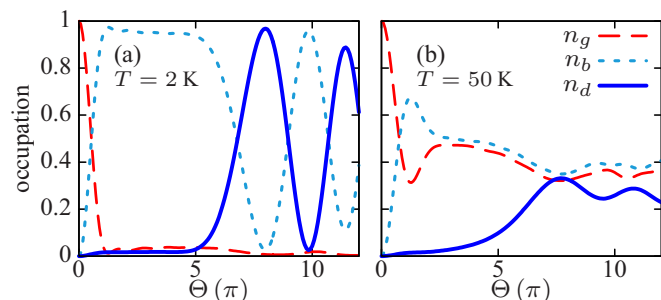 1
0.8
0.6
0.4
0.2
0
occupation
(a)
T = 2 K
0
5
10
Θ (π)
(b)
T = 50 K
n_g
n_b
n_d
0
5
10
Θ (π)